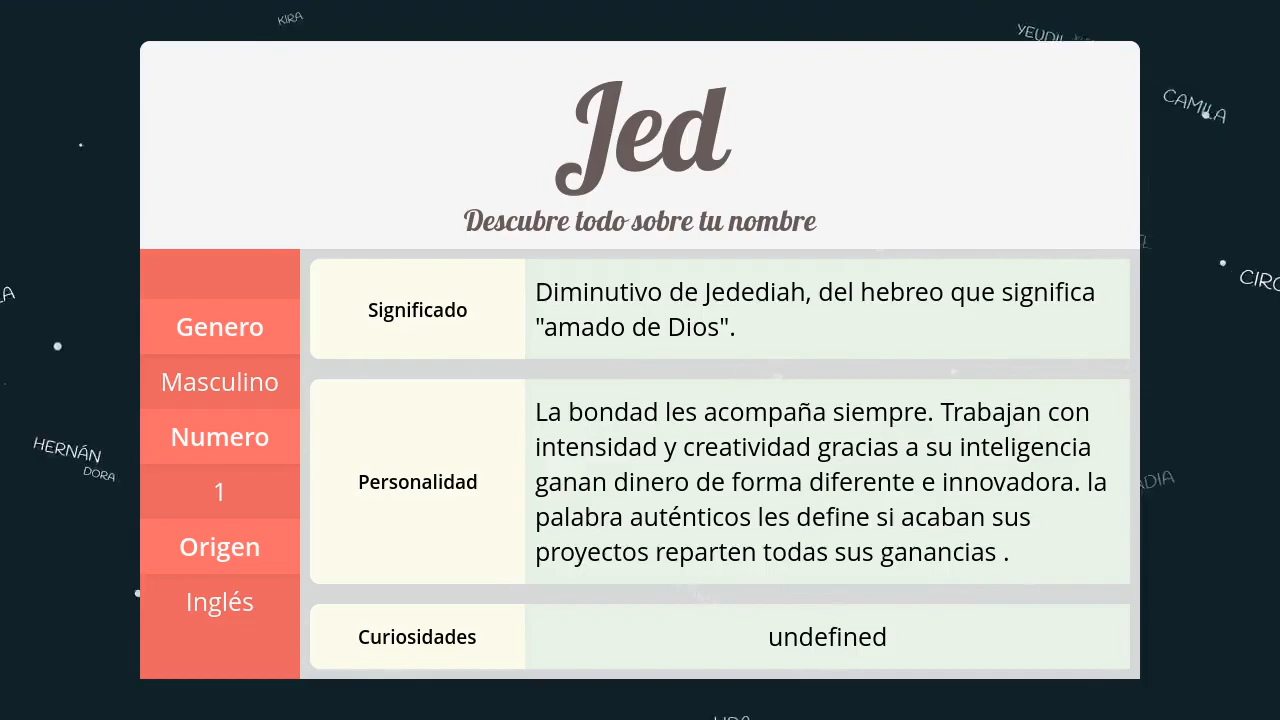 KIRA
CAMILA
Jed
Descubre todo sobre tu nombre
Genero
Masculino
Numero
1
Origen
Inglés
Significado
Diminutivo de Jedediah, del hebreo que significa
"amado de Dios".
Personalidad
La bondad les acompaña siempre. Trabajan con
intensidad y creatividad gracias a su inteligencia
ganan dinero de forma diferente e innovadora. la
palabra auténticos les define si acaban sus
proyectos reparten todas sus ganancias .
Curiosidades
undefined
HERNÁN
DORA